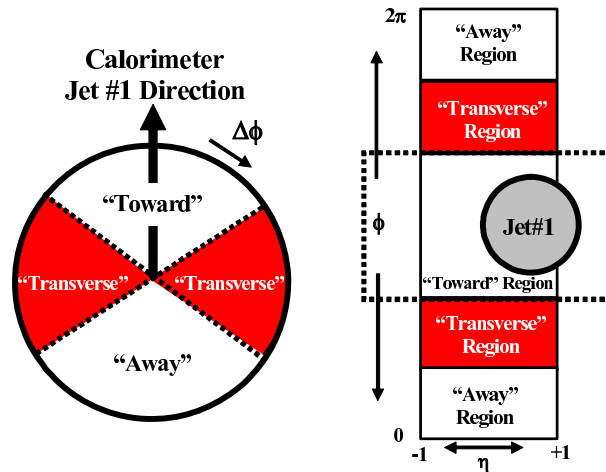 Calorimeter
Jet #1 Direction
Δϕ
“Toward”
“Transverse” “Transverse”
“Away”
2π
“Away”
Region
“Transverse”
Region
ϕ
Jet#1
“Toward” Region
“Transverse”
Region
“Away”
Region
0
-1 +1
η